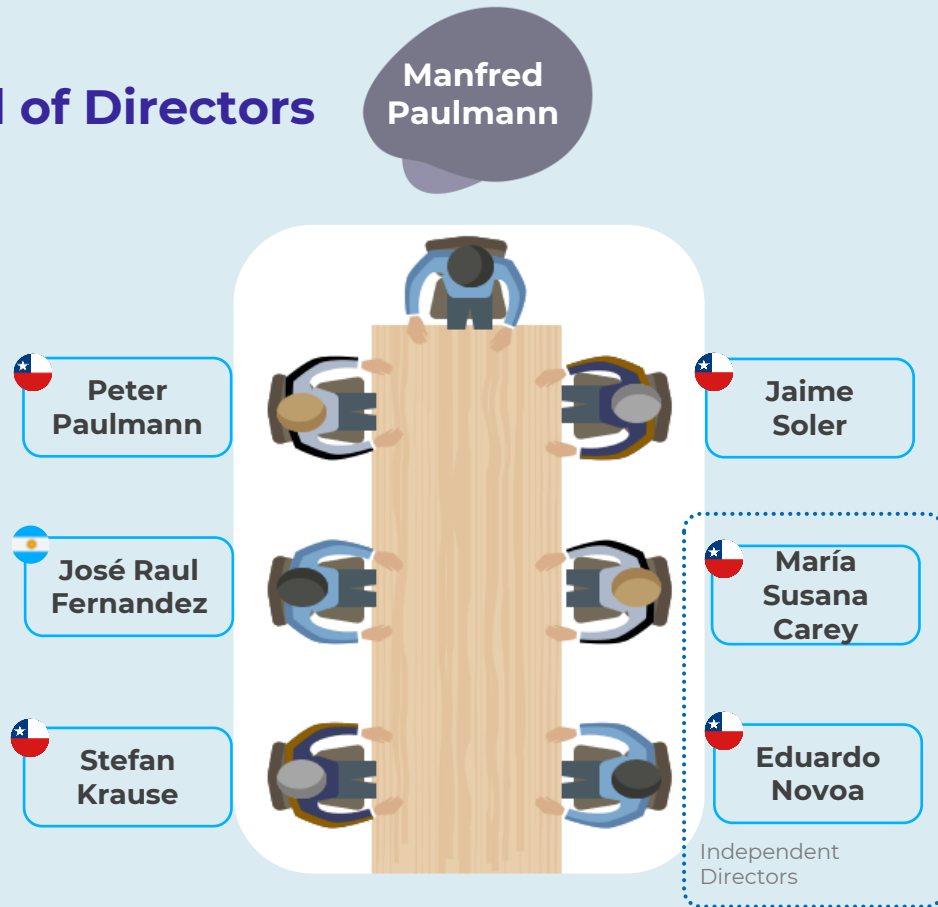 of Directors
Manfred
Paulmann
Peter
Paulmann
Jaime
Soler
José Raul
Fernandez
María
Susana
Carey
Stefan
Krause
Eduardo
Novoa
Independent
Directors